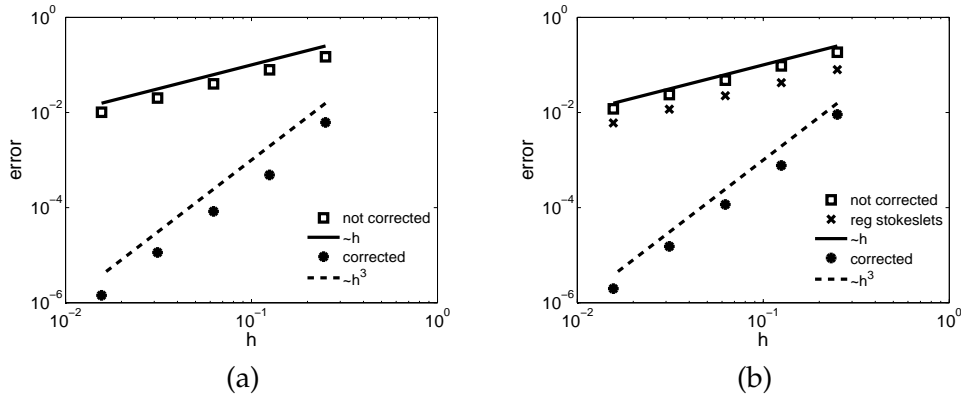 10^0
10^-2
10^-4
10^-6
error
not corrected
~h
corrected
~h^3
10^-2
10^-1
10^0
h
(a)
10^0
10^-2
10^-4
10^-6
error
not corrected
reg stokeslets
~h
corrected
~h^3
10^-2
10^-1
10^0
h
(b)